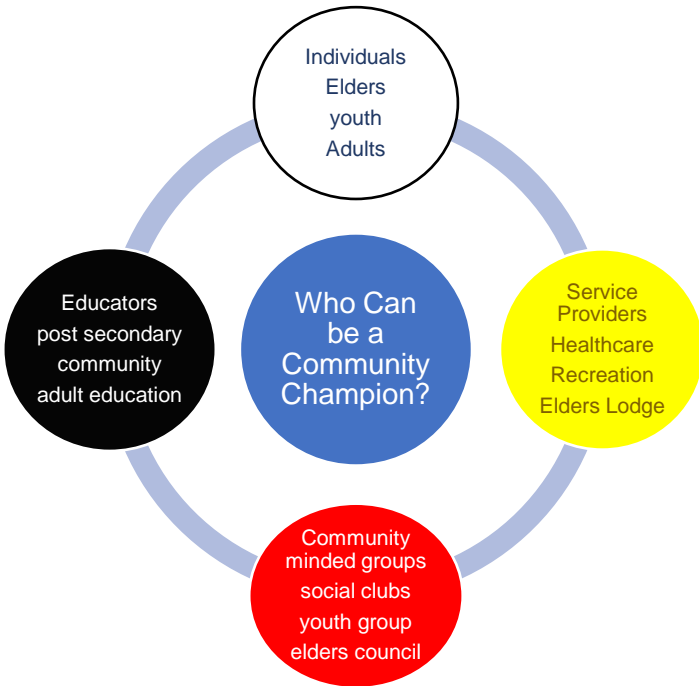 Individuals
Elders
youth
Adults
Educators
post secondary
community
adult education
Who Can
be a
Community
Champion?
Service
Providers
Healthcare
Recreation
Elders Lodge
Community
minded groups
social clubs
youth group
elders council